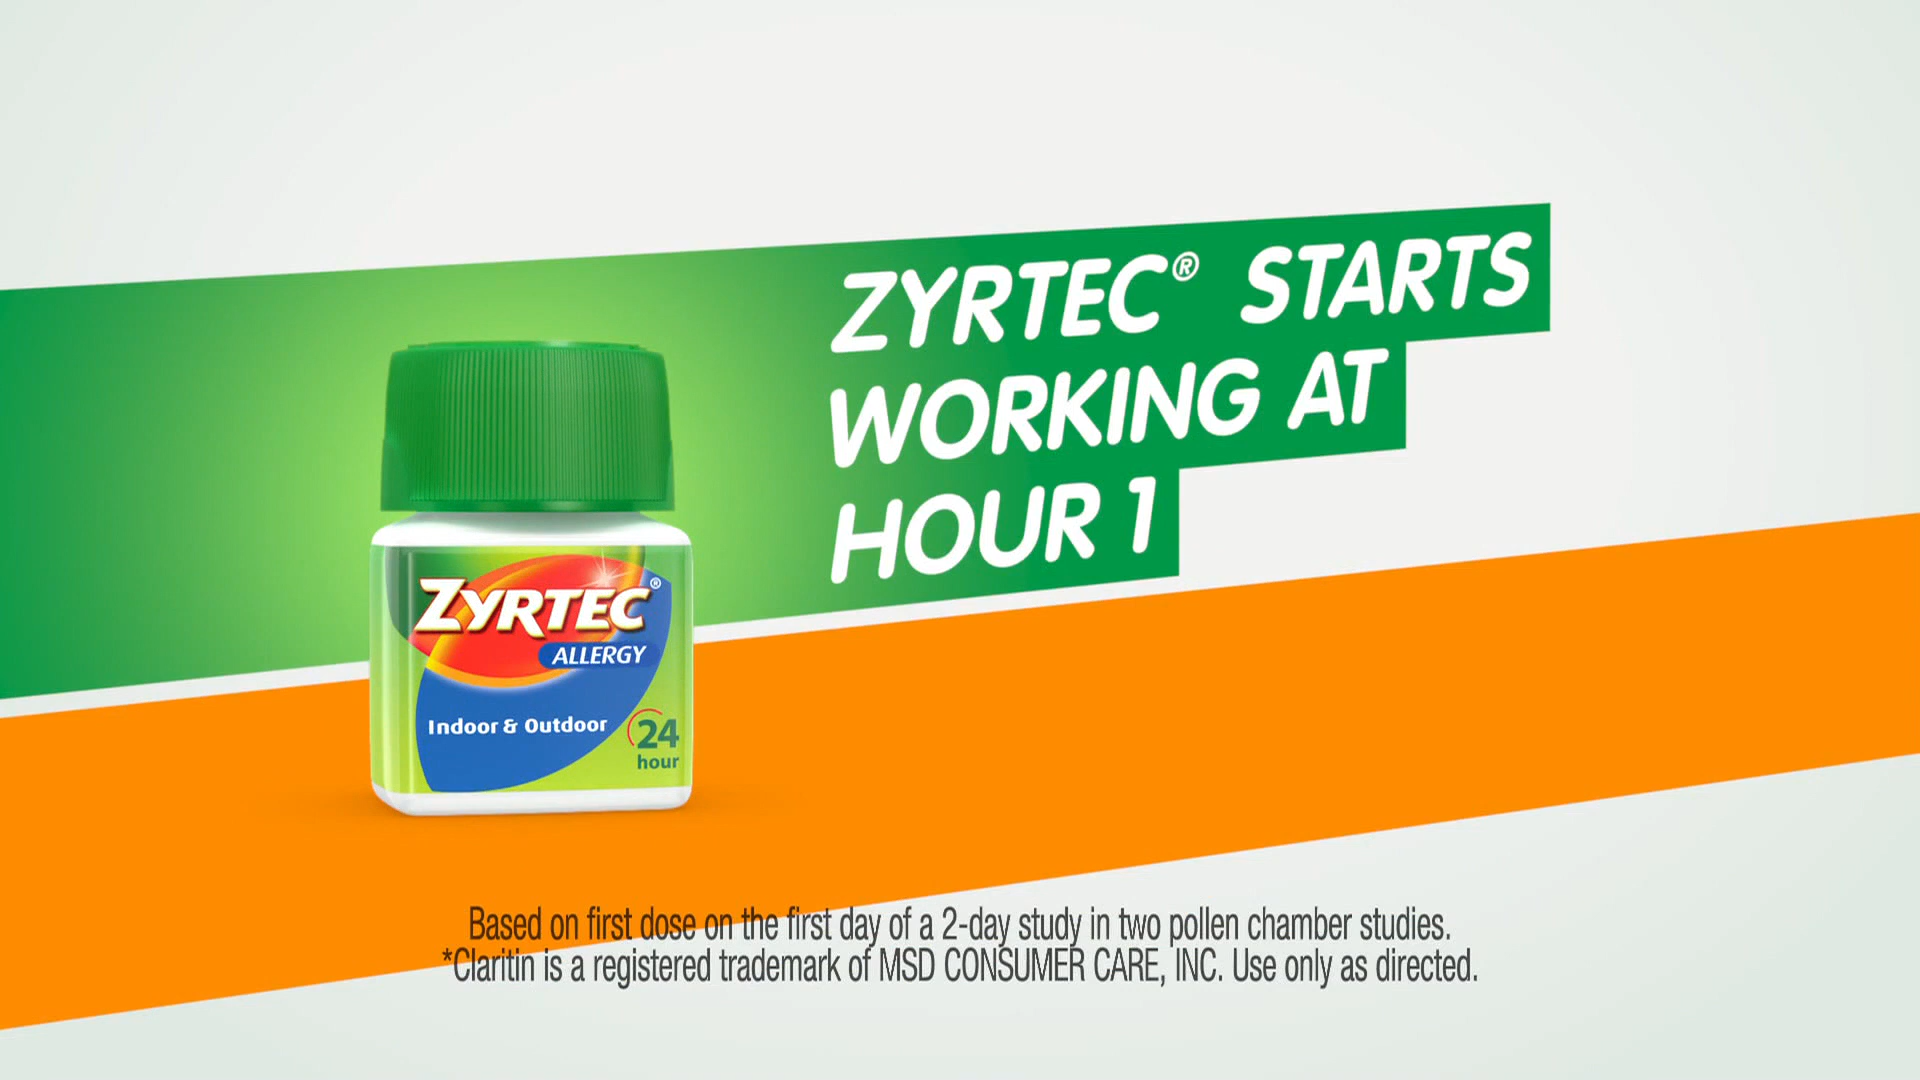 ZYRTEC® STARTS
WORKING AT
HOUR 1
ZYRTEC®
ALLERGY
Indoor & Outdoor
24
hour
Based on first dose on the first day of a 2-day study in two pollen chamber studies.
*Claritin is a registered trademark of MSD CONSUMER CARE, INC. Use only as directed.